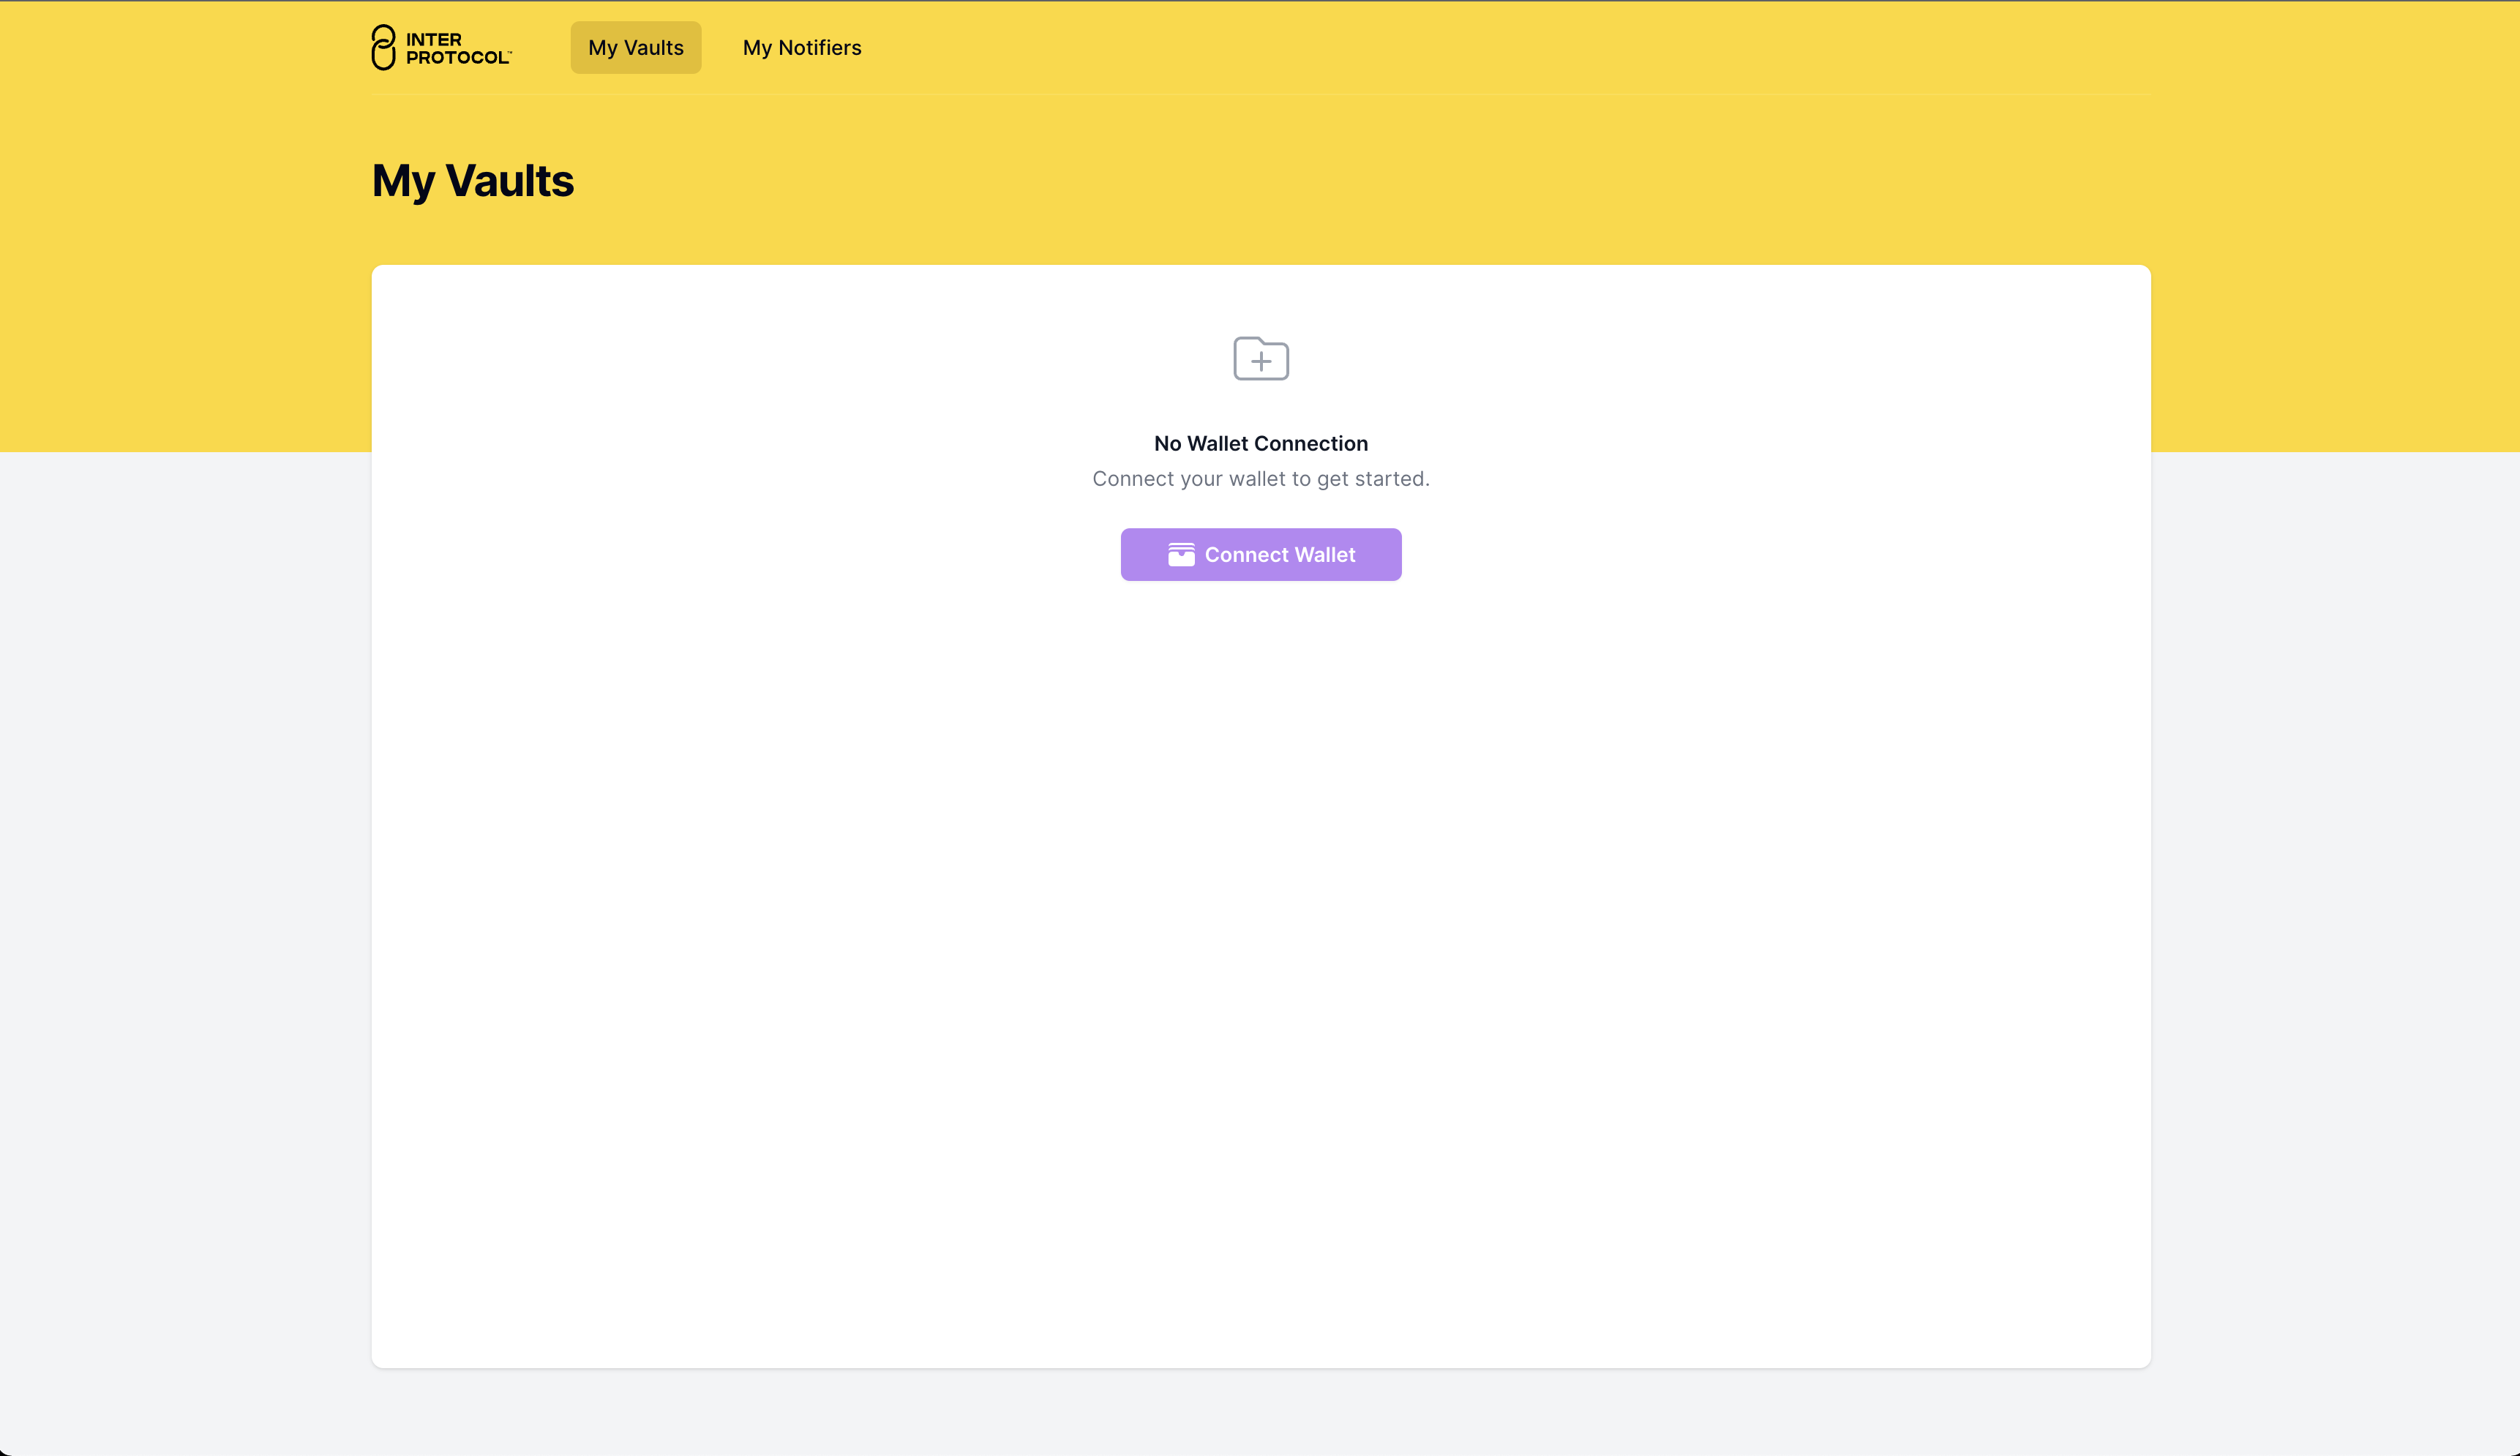 INTER
PROTOCOL™
My Vaults
My Notifiers
My Vaults
No Wallet Connection
Connect your wallet to get started.
Connect Wallet